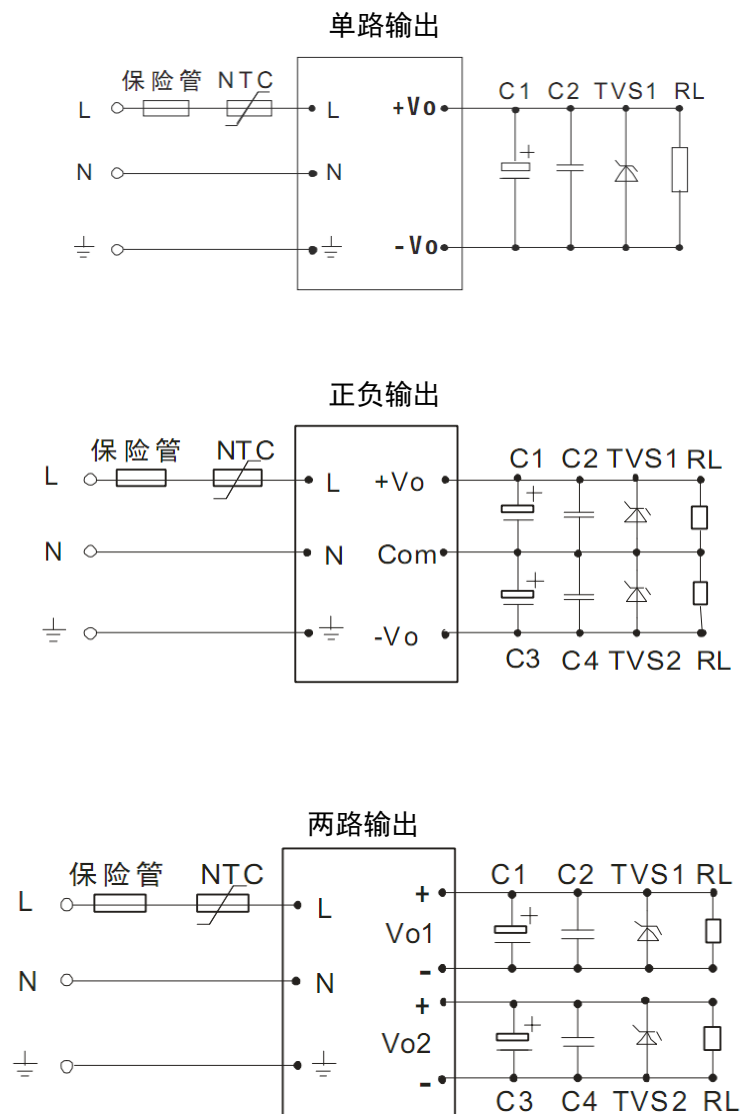 单路输出
保险管 NTC C1 C2 TVS1 RL
L L +Vo
N N
-Vo
正负输出
保险管 NTC C1 C2 TVS1 RL
L L +Vo
N N Com
-Vo
C3 C4 TVS2 RL
两路输出
保险管 NTC C1 C2 TVS1 RL
L L +
Vo1
N N -
+
Vo2
-
C3 C4 TVS2 RL